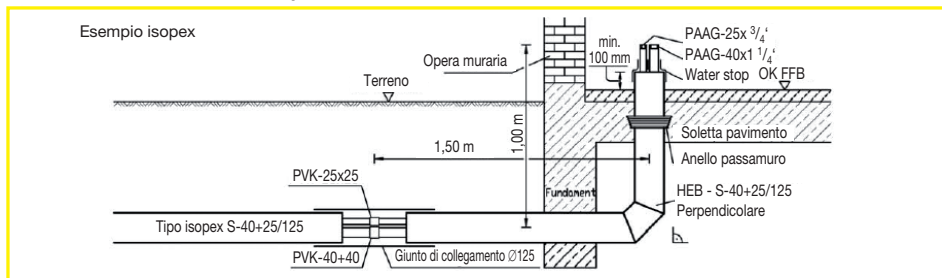 Esempio isopex
PAAG-25x 3/4'
PAAG-40x1 1/4'
min.
100 mm
Opera muraria
Water stop
OK FFB
Terreno
1,00 m
Soletta pavimento
1,50 m
Anello passamuro
PVK-25x25
Fundament
HEB - S-40+25/125
Perpendicolare
Tipo isopex S-40+25/125
PVK-40+40
Giunto di collegamento Ø125